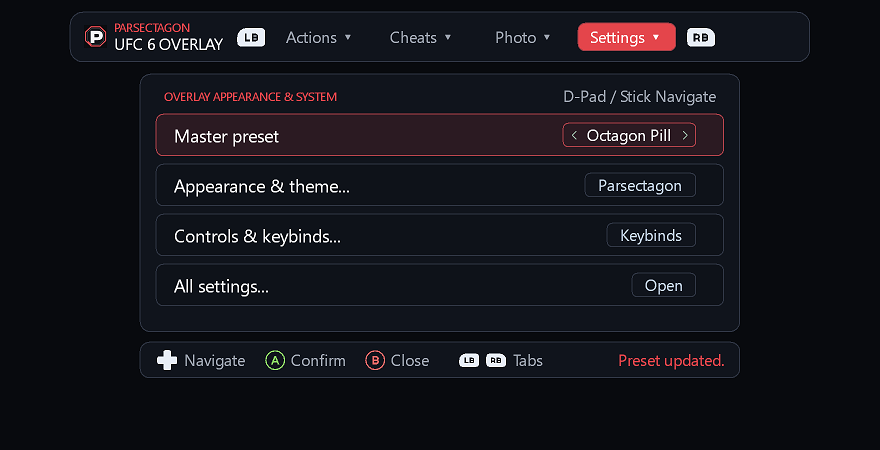 P PARSECTAGON
UFC 6 OVERLAY
LB Actions ▼ Cheats ▼ Photo ▼ Settings ▼ RB
OVERLAY APPEARANCE & SYSTEM D-Pad / Stick Navigate
Master preset < Octagon Pill >
Appearance & theme... Parsectagon
Controls & keybinds... Keybinds
All settings... Open
Navigate A Confirm B Close LB RB Tabs Preset updated.